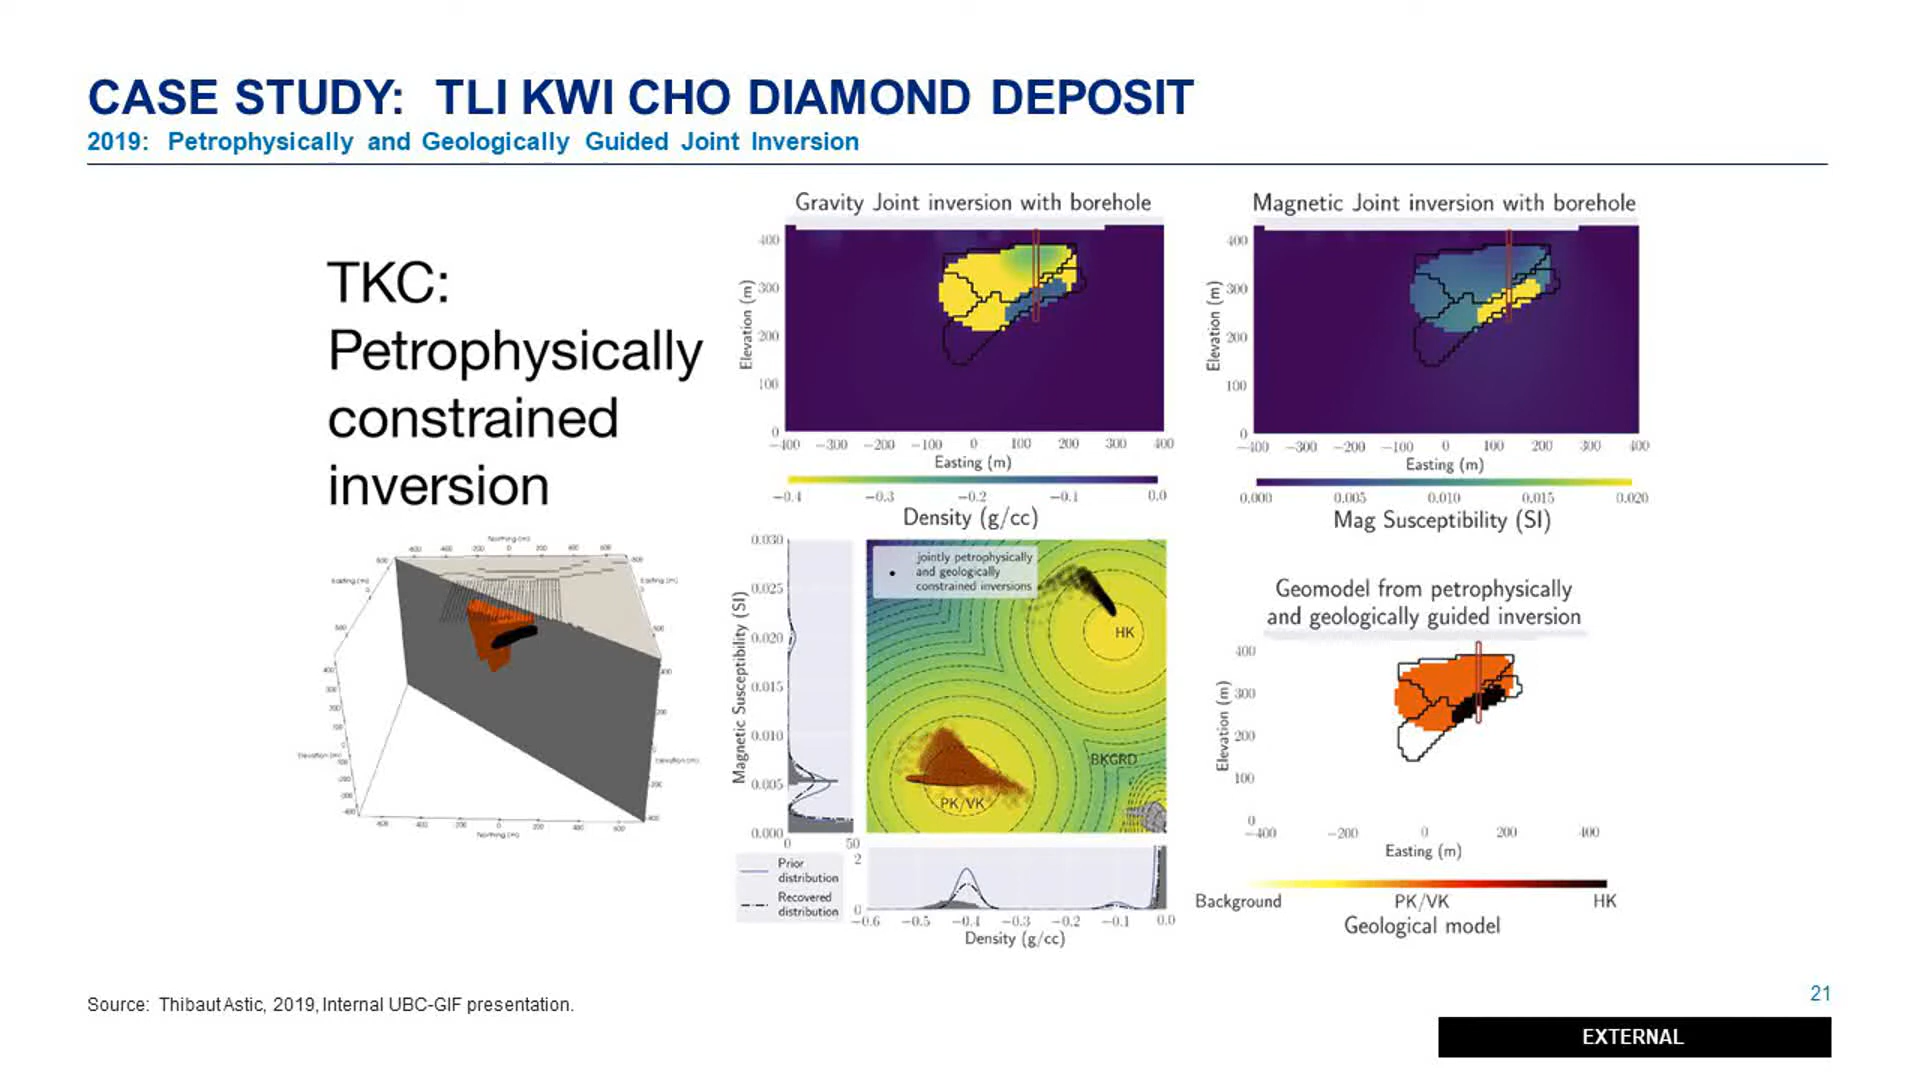 CASE STUDY: TLI KWI CHO DIAMOND DEPOSIT
2019: Petrophysically and Geologically Guided Joint Inversion
TKC:
Petrophysically
constrained
inversion
Gravity Joint inversion with borehole
Elevation (m)
400
300
200
100
0
−400 −300 −200 −100 0 100 200 300 400
Easting (m)
−0.4 −0.3 −0.2 −0.1 0.0
Density (g/cc)
Magnetic Joint inversion with borehole
Elevation (m)
400
300
200
100
0
−400 −300 −200 −100 0 100 200 300 400
Easting (m)
0.000 0.005 0.010 0.015 0.020
Mag Susceptibility (SI)
Northing (m)
Easting (m)
Easting (m)
Elevation (m)
Elevation (m)
Northing (m)
Magnetic Susceptibility (SI)
0.030
0.025
0.020
0.015
0.010
0.005
0.000
0 50
jointly petrophysically
and geologically
constrained inversions
HK
BKGRD
PK/VK
Prior
distribution
Recovered
distribution
2
0
−0.6 −0.5 −0.4 −0.3 −0.2 −0.1 0.0
Density (g/cc)
Geomodel from petrophysically
and geologically guided inversion
Elevation (m)
400
300
200
100
0
−400 −200 0 200 400
Easting (m)
Background PK/VK HK
Geological model
Source: Thibaut Astic, 2019, Internal UBC-GIF presentation.
21
EXTERNAL